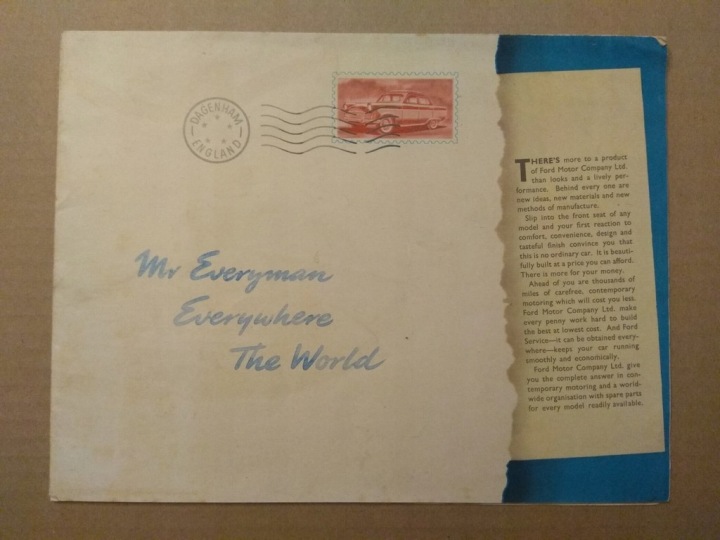 DAGENHAM
ENGLAND
Mr Everyman
Everywhere
The World
THERE'S more to a product
of Ford Motor Company Ltd.
than looks and a lively per-
formance. Behind every one are
new ideas, new materials and new
methods of manufacture.
Slip into the front seat of any
model and your first reaction to
comfort, convenience, design and
tasteful finish convince you that
this is no ordinary car. It is beauti-
fully built at a price you can afford.
There is more for your money.
Ahead of you are thousands of
miles of carefree, contemporary
motoring which will cost you less.
Ford Motor Company Ltd. make
every penny work hard to build
the best at lowest cost. And Ford
Service—it can be obtained every-
where—keeps your car running
smoothly and economically.
Ford Motor Company Ltd. give
you the complete answer in con-
temporary motoring and a world-
wide organisation with spare parts
for every model readily available.